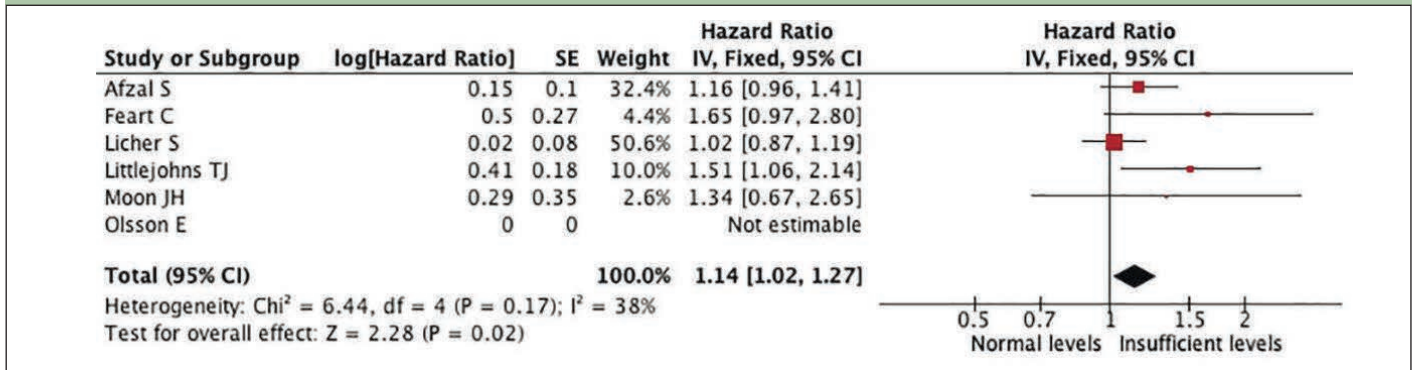 Hazard Ratio Hazard Ratio
Study or Subgroup log[Hazard Ratio] SE Weight IV, Fixed, 95% CI IV, Fixed, 95% CI
Afzal S 0.15 0.1 32.4% 1.16 [0.96, 1.41]
Feart C 0.5 0.27 4.4% 1.65 [0.97, 2.80]
Licher S 0.02 0.08 50.6% 1.02 [0.87, 1.19]
Littlejohns TJ 0.41 0.18 10.0% 1.51 [1.06, 2.14]
Moon JH 0.29 0.35 2.6% 1.34 [0.67, 2.65]
Olsson E 0 0 Not estimable
Total (95% CI) 100.0% 1.14 [1.02, 1.27]
Heterogeneity: Chi² = 6.44, df = 4 (P = 0.17); I² = 38%
Test for overall effect: Z = 2.28 (P = 0.02)
0.5 0.7 1 1.5 2
Normal levels Insufficient levels